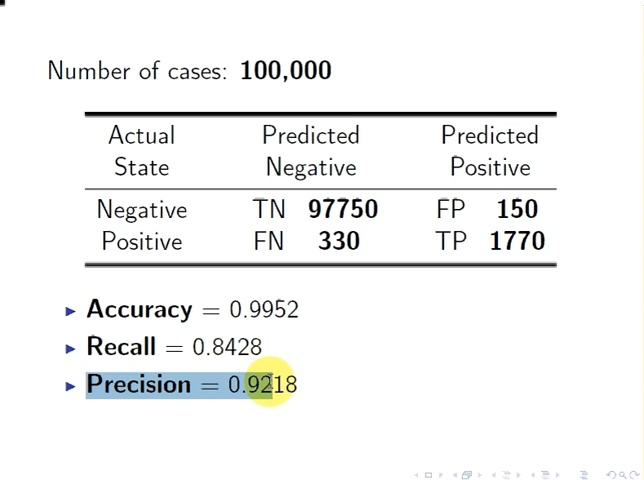 Number of cases: 100,000
Actual Predicted Predicted
State Negative Positive
Negative TN 97750 FP 150
Positive FN 330 TP 1770
Accuracy = 0.9952
Recall = 0.8428
Precision = 0.9218